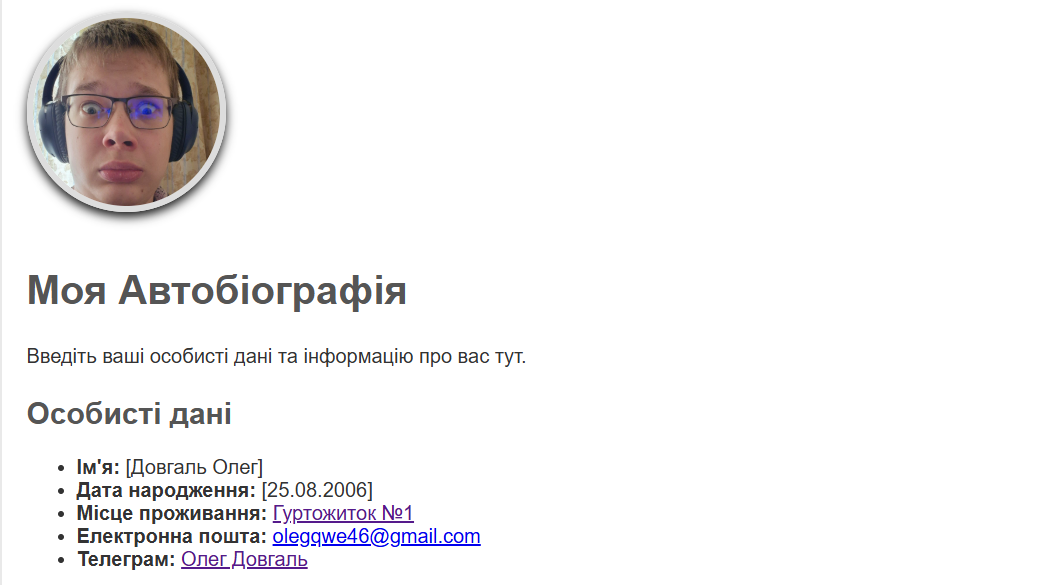 Моя Автобіографія
Введіть ваші особисті дані та інформацію про вас тут.
Особисті дані
Ім'я: [Довгаль Олег]
Дата народження: [25.08.2006]
Місце проживання: Гуртожиток №1
Електронна пошта: olegqwe46@gmail.com
Телеграм: Олег Довгаль